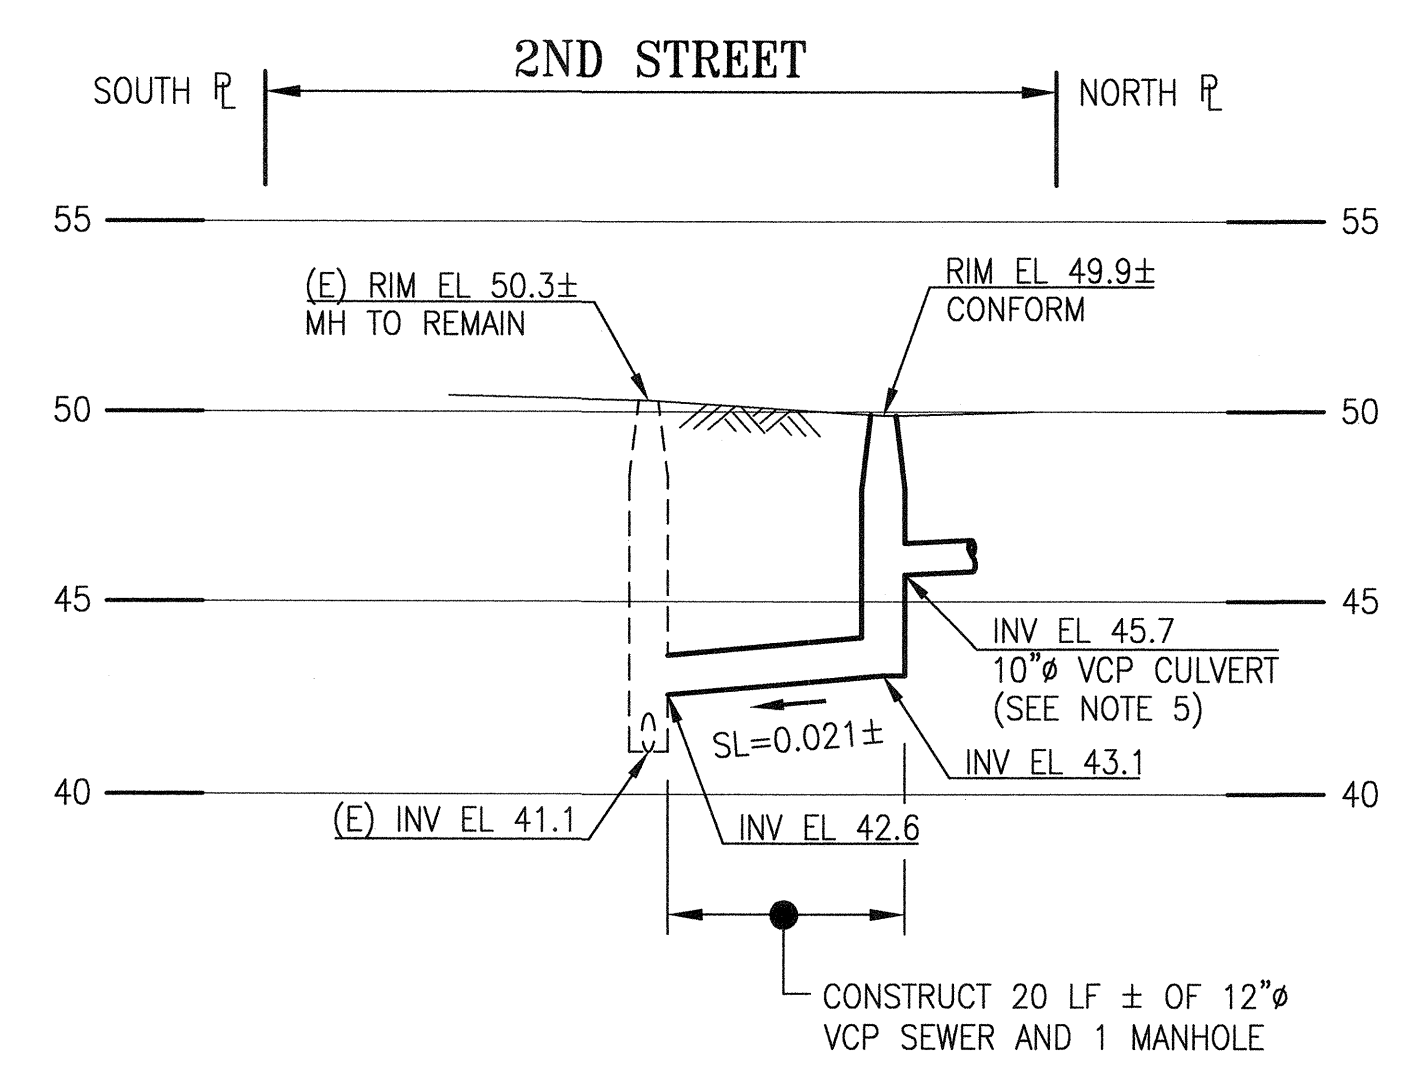 2ND STREET
SOUTH ⅊
NORTH ⅊
55
55
(E) RIM EL 50.3±
MH TO REMAIN
RIM EL 49.9±
CONFORM
50
50
45
45
INV EL 45.7
10"ø VCP CULVERT
(SEE NOTE 5)
SL=0.021±
INV EL 43.1
40
40
(E) INV EL 41.1
INV EL 42.6
CONSTRUCT 20 LF ± OF 12"ø
VCP SEWER AND 1 MANHOLE